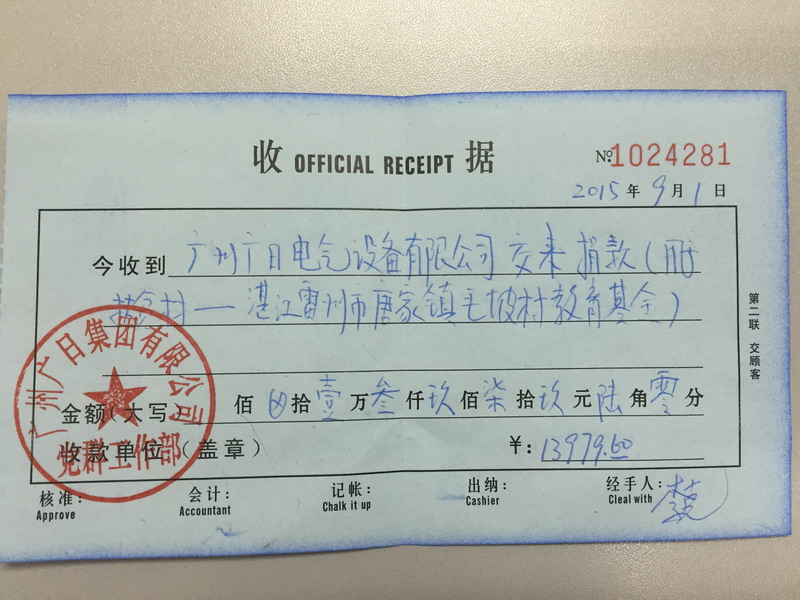 收 OFFICIAL RECEIPT 据
№1024281
2015年9月1日
今收到广州广日电气设备有限公司交来捐款(用于
村一湛江雷州市唐家镇毛坡村教育基金)
金额(大写) 佰 拾壹万叁仟玖佰柒拾玖元陆角零分
收款单位(盖章) ¥:13979.60
核准: 会计: 记帐: 出纳: 经手人:
Approve Accountant Chalk it up Cashier Cleal with
第二联 交顾客
广州广日集团有限公司
党群工作部